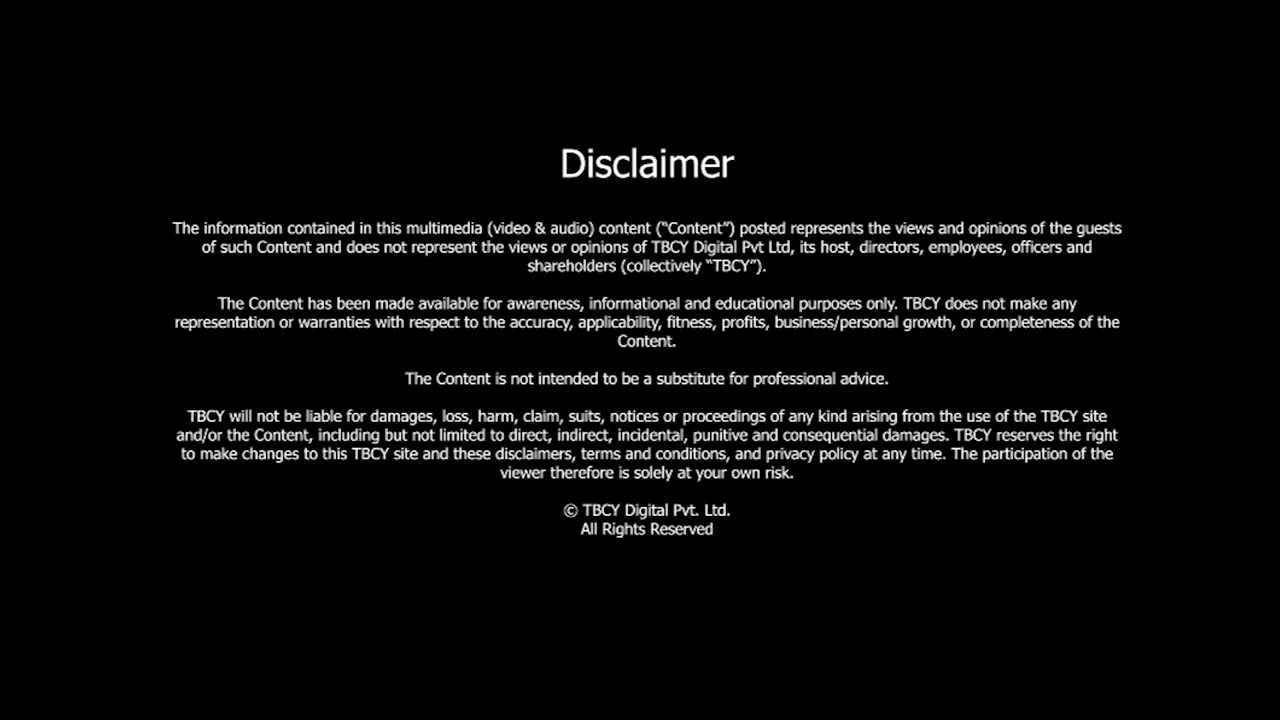 Disclaimer
The information contained in this multimedia (video & audio) content (“Content”) posted represents the views and opinions of the guests
of such Content and does not represent the views or opinions of TBCY Digital Pvt Ltd, its host, directors, employees, officers and
shareholders (collectively “TBCY”).
The Content has been made available for awareness, informational and educational purposes only. TBCY does not make any
representation or warranties with respect to the accuracy, applicability, fitness, profits, business/personal growth, or completeness of the
Content.
The Content is not intended to be a substitute for professional advice.
TBCY will not be liable for damages, loss, harm, claim, suits, notices or proceedings of any kind arising from the use of the TBCY site
and/or the Content, including but not limited to direct, indirect, incidental, punitive and consequential damages. TBCY reserves the right
to make changes to this TBCY site and these disclaimers, terms and conditions, and privacy policy at any time. The participation of the
viewer therefore is solely at your own risk.
© TBCY Digital Pvt. Ltd.
All Rights Reserved